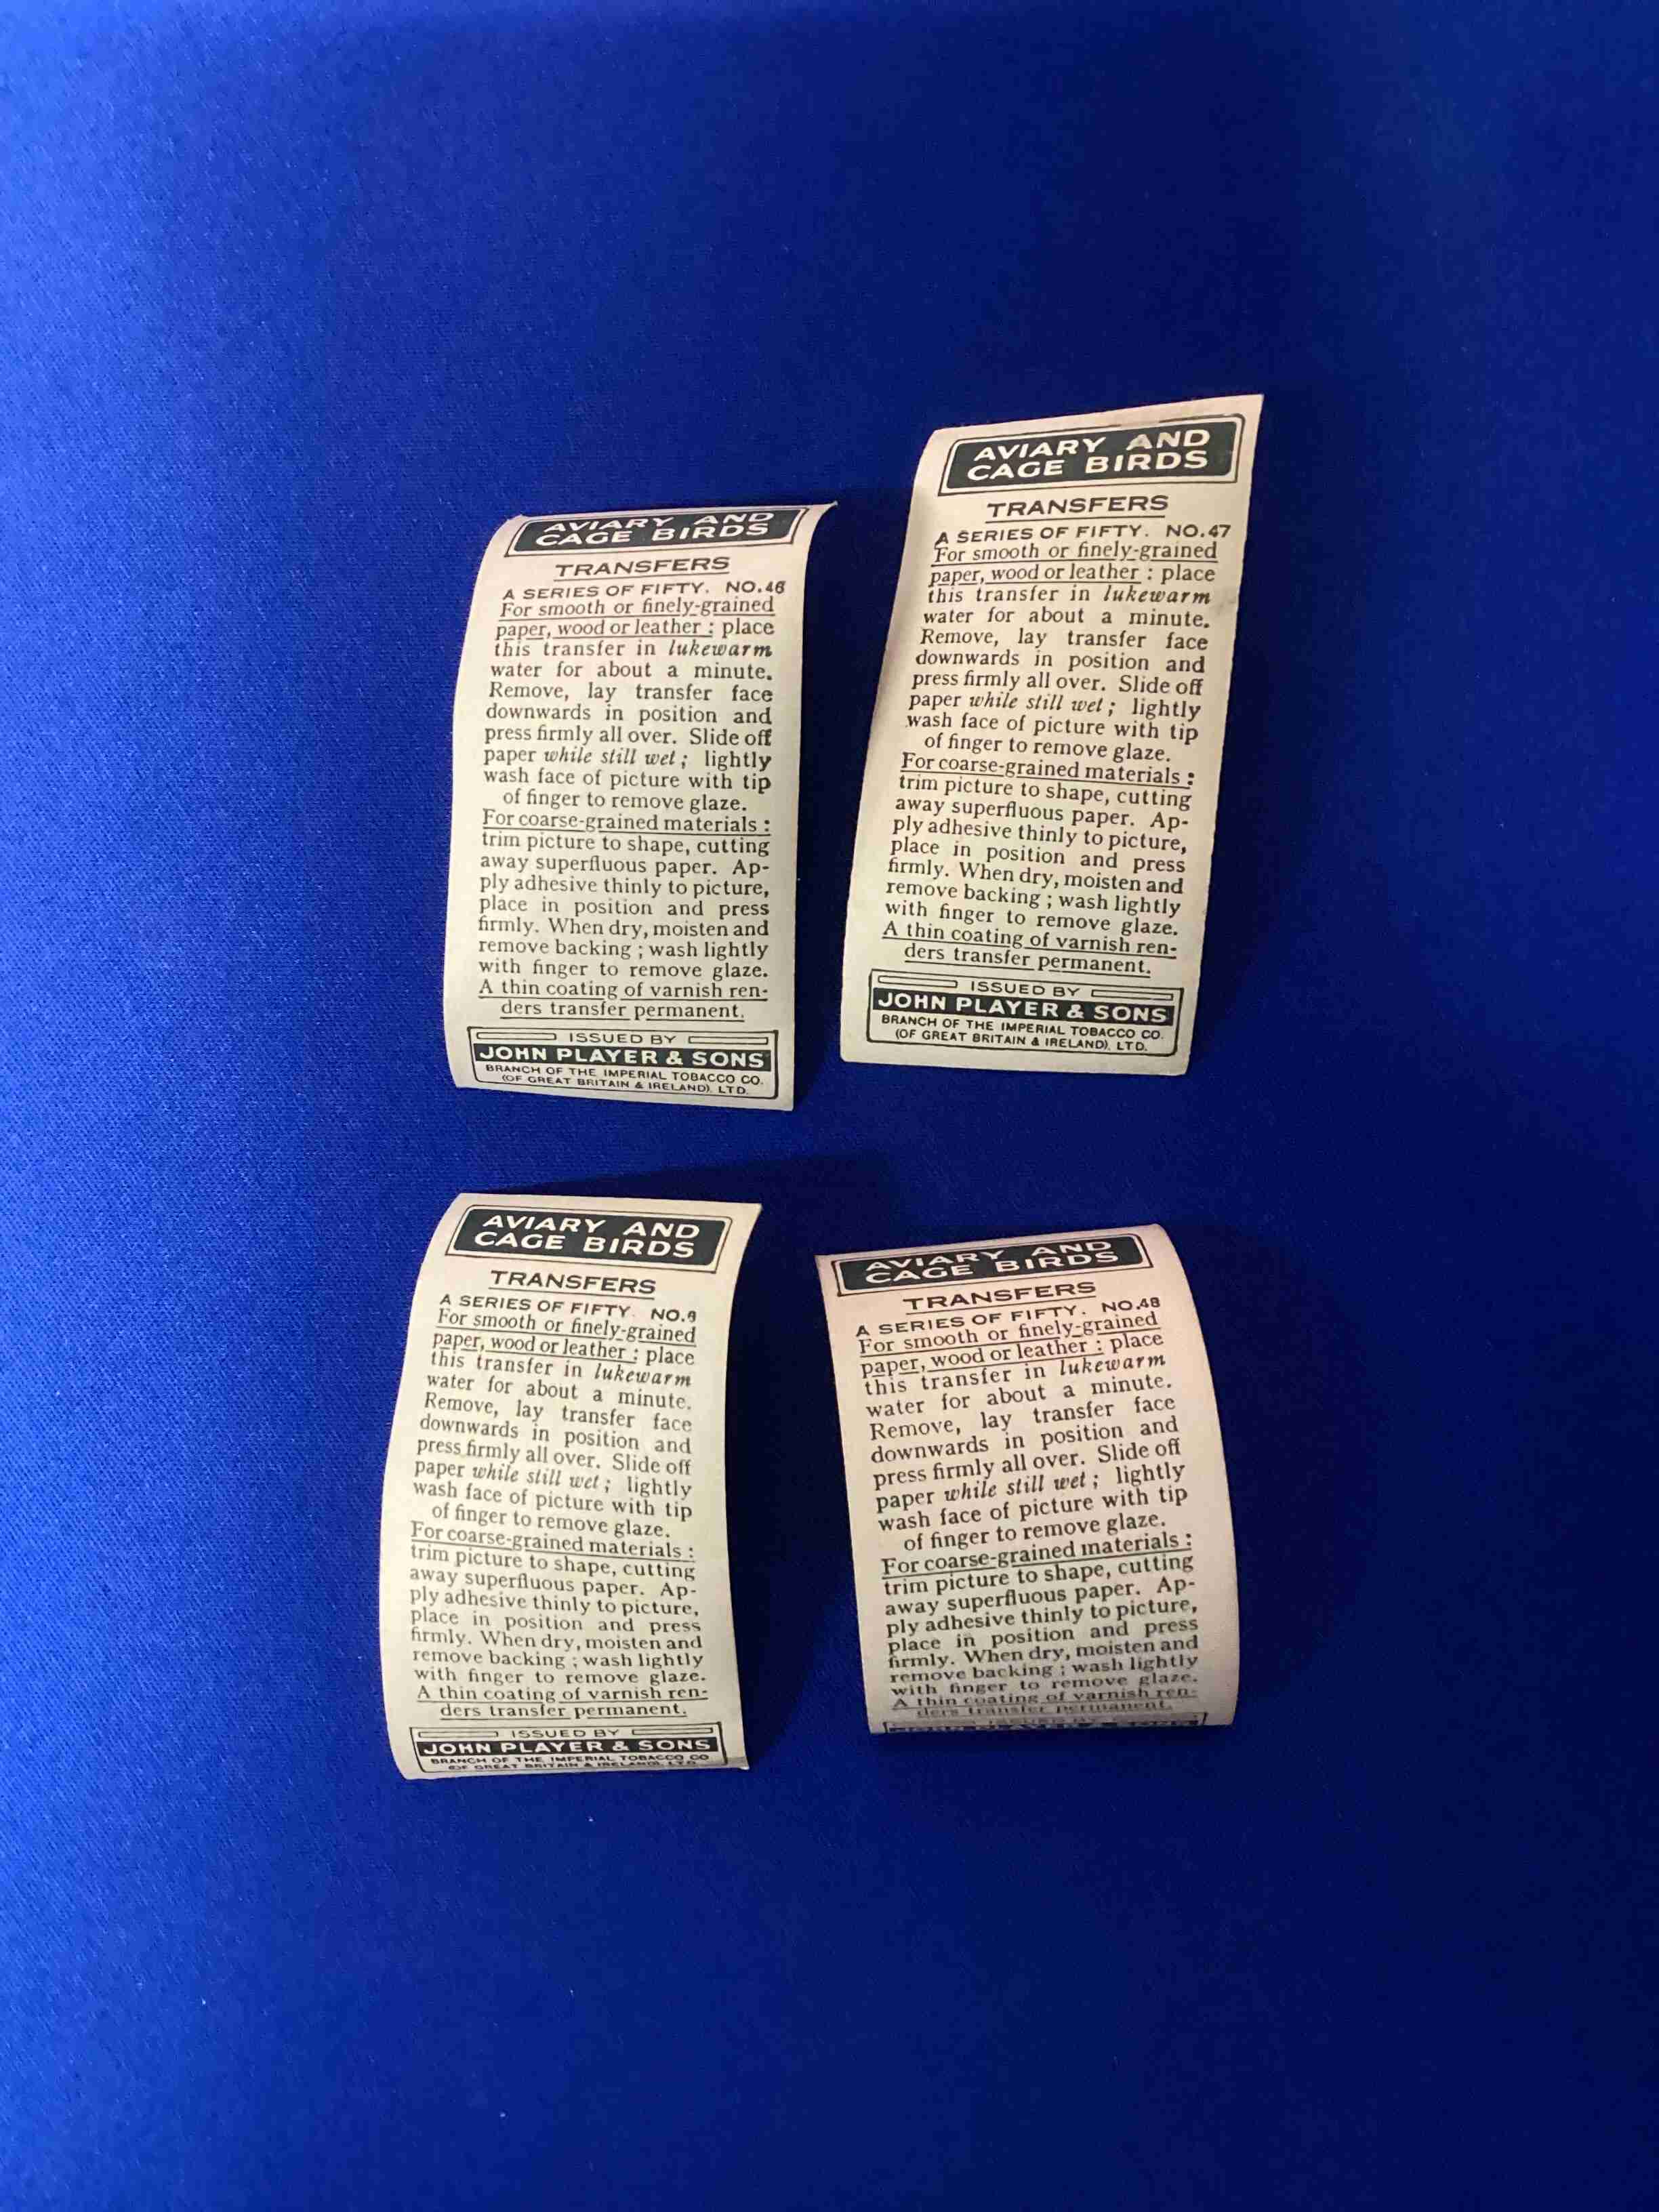 AVIARY AND
CAGE BIRDS
TRANSFERS
A SERIES OF FIFTY. NO.46
For smooth or finely-grained
paper, wood or leather : place
this transfer in lukewarm
water for about a minute.
Remove, lay transfer face
downwards in position and
press firmly all over. Slide off
paper while still wet ; lightly
wash face of picture with tip
of finger to remove glaze.
For coarse-grained materials :
trim picture to shape, cutting
away superfluous paper. Ap-
ply adhesive thinly to picture,
place in position and press
firmly. When dry, moisten and
remove backing ; wash lightly
with finger to remove glaze.
A thin coating of varnish ren-
ders transfer permanent.
ISSUED BY
JOHN PLAYER & SONS
BRANCH OF THE IMPERIAL TOBACCO CO.
(OF GREAT BRITAIN & IRELAND), LTD.
AVIARY AND
CAGE BIRDS
TRANSFERS
A SERIES OF FIFTY. NO.47
For smooth or finely-grained
paper, wood or leather : place
this transfer in lukewarm
water for about a minute.
Remove, lay transfer face
downwards in position and
press firmly all over. Slide off
paper while still wet ; lightly
wash face of picture with tip
of finger to remove glaze.
For coarse-grained materials :
trim picture to shape, cutting
away superfluous paper. Ap-
ply adhesive thinly to picture,
place in position and press
firmly. When dry, moisten and
remove backing ; wash lightly
with finger to remove glaze.
A thin coating of varnish ren-
ders transfer permanent.
ISSUED BY
JOHN PLAYER & SONS
BRANCH OF THE IMPERIAL TOBACCO CO.
(OF GREAT BRITAIN & IRELAND), LTD.
AVIARY AND
CAGE BIRDS
TRANSFERS
A SERIES OF FIFTY.
For smooth or finely-grained
paper, wood or leather : place
this transfer in lukewarm
water for about a minute.
Remove, lay transfer face
downwards in position and
press firmly all over. Slide off
paper while still wet ; lightly
wash face of picture with tip
of finger to remove glaze.
For coarse-grained materials :
trim picture to shape, cutting
away superfluous paper. Ap-
ply adhesive thinly to picture,
place in position and press
firmly. When dry, moisten and
remove backing ; wash lightly
with finger to remove glaze.
A thin coating of varnish ren-
ders transfer permanent.
ISSUED BY
JOHN PLAYER & SONS
BRANCH OF THE IMPERIAL TOBACCO CO
(OF GREAT BRITAIN & IRELAND), LTD.
AVIARY AND
CAGE BIRDS
TRANSFERS
A SERIES OF FIFTY. NO.48
For smooth or finely-grained
paper, wood or leather : place
this transfer in lukewarm
water for about a minute.
Remove, lay transfer face
downwards in position and
press firmly all over. Slide off
paper while still wet ; lightly
wash face of picture with tip
of finger to remove glaze.
For coarse-grained materials :
trim picture to shape, cutting
away superfluous paper. Ap-
ply adhesive thinly to picture,
place in position and press
firmly. When dry, moisten and
remove backing ; wash lightly
with finger to remove glaze.
A thin coating of varnish ren-
ders transfer permanent.